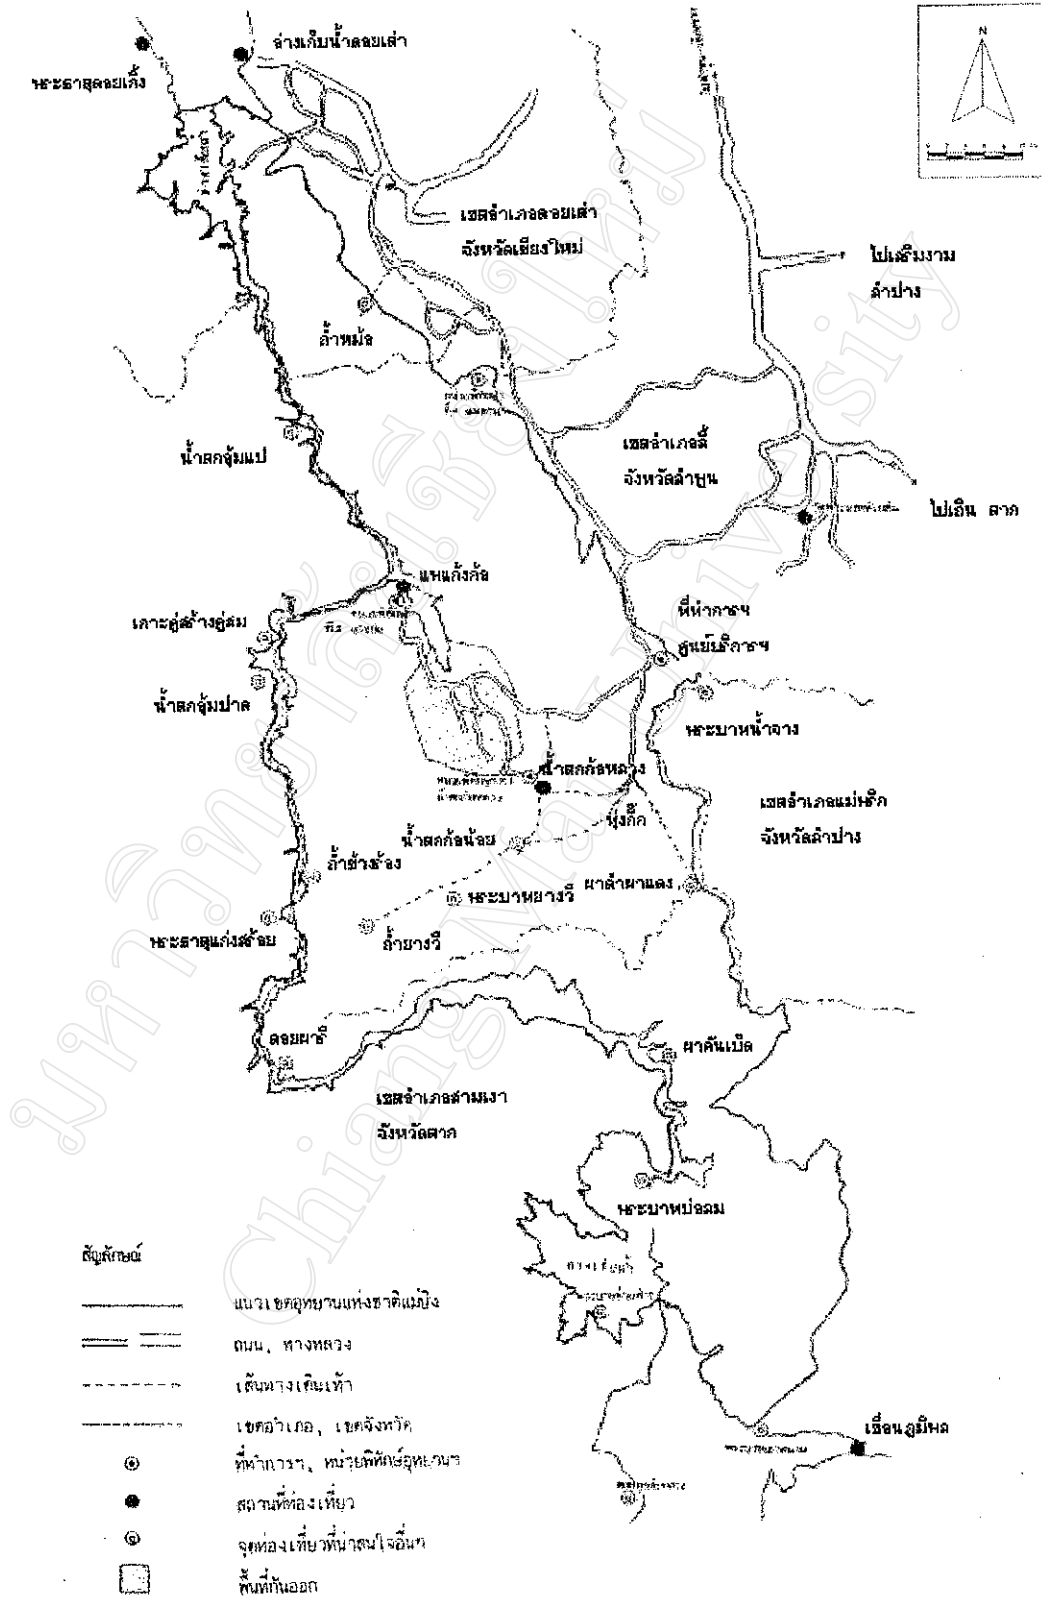 อ่างเก็บน้ำดอยเต่า
พระธาตุดอยเกิ้ง
N
เขตอำเภอดอยเต่า
จังหวัดเชียงใหม่
ไปเสริมงาม
ลำปาง
ถ้ำหม้อ
น้ำตกอุ้มแป
เขตอำเภอลี้
จังหวัดลำพูน
ไปเถิน ตาก
แพแก่งก้อ
ที่ทำการฯ
ศูนย์บริการฯ
เกาะคู่สร้างคู่สม
น้ำตกอุ้มปาด
พระบาทน้ำจาง
น้ำตกก้อหลวง
เขตอำเภอแม่พริก
จังหวัดลำปาง
ทุ่งกิ๊ก
น้ำตกก้อน้อย
ถ้ำช้างร้อง
ผาดำผาแดง
พระบาทยางวี
พระธาตุแก่งสร้อย
ถ้ำยางวี
ดอยผาธิ
ผาคันเบ็ด
เขตอำเภอสามเงา
จังหวัดตาก
พระบาทบ่อลม
เขื่อนภูมิพล
สัญลักษณ์
แนวเขตอุทยานแห่งชาติแม่ปิง
ถนน, ทางหลวง
เส้นทางเดินเท้า
เขตอำเภอ, เขตจังหวัด
ที่ทำการฯ, หน่วยพิทักษ์อุทยานฯ
สถานที่ท่องเที่ยว
จุดท่องเที่ยวที่น่าสนใจอื่นๆ
พื้นที่กันออก
มหาวิทยาลัยเชียงใหม่
Chiang Mai University